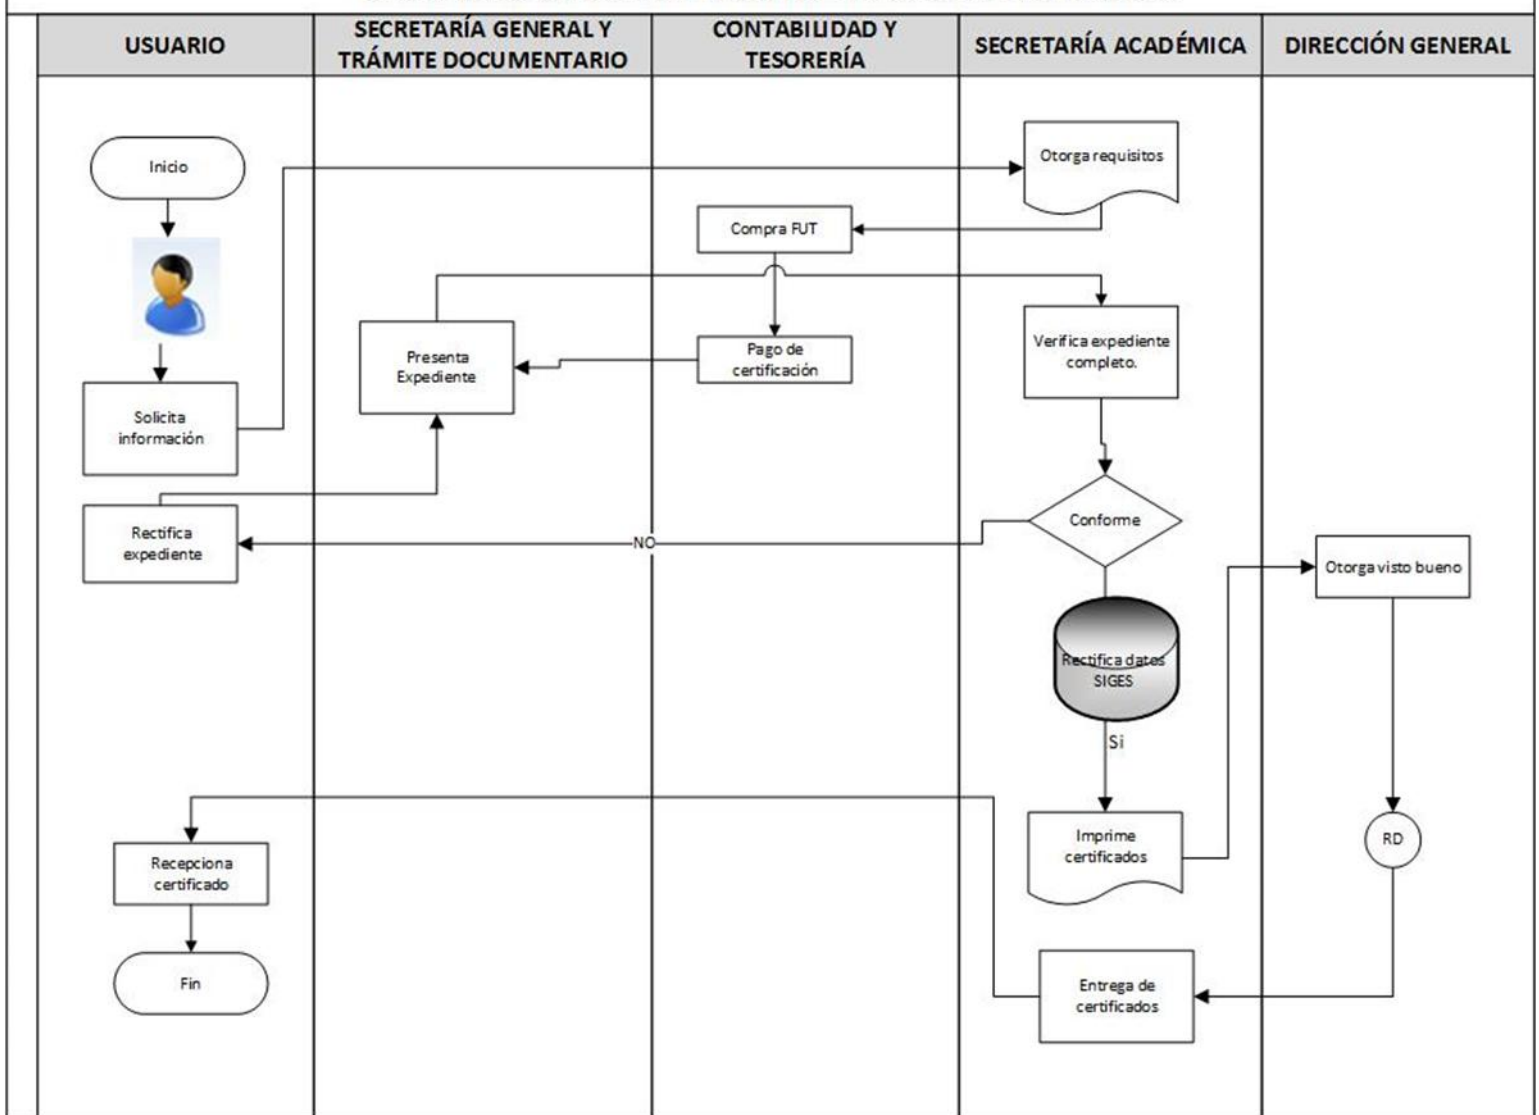 USUARIO
SECRETARÍA GENERAL Y
TRÁMITE DOCUMENTARIO
CONTABILIDAD Y
TESORERÍA
SECRETARÍA ACADÉMICA
DIRECCIÓN GENERAL
Inicio
Otorga requisitos
Compra FUT
Verifica expediente
completo.
Presenta
Expediente
Pago de
certificación
Solicita
información
Conforme
Rectifica
expediente
NO
Otorga visto bueno
Rectifica datos
SIGES
Si
Imprime
certificados
RD
Recepciona
certificado
Fin
Entrega de
certificados